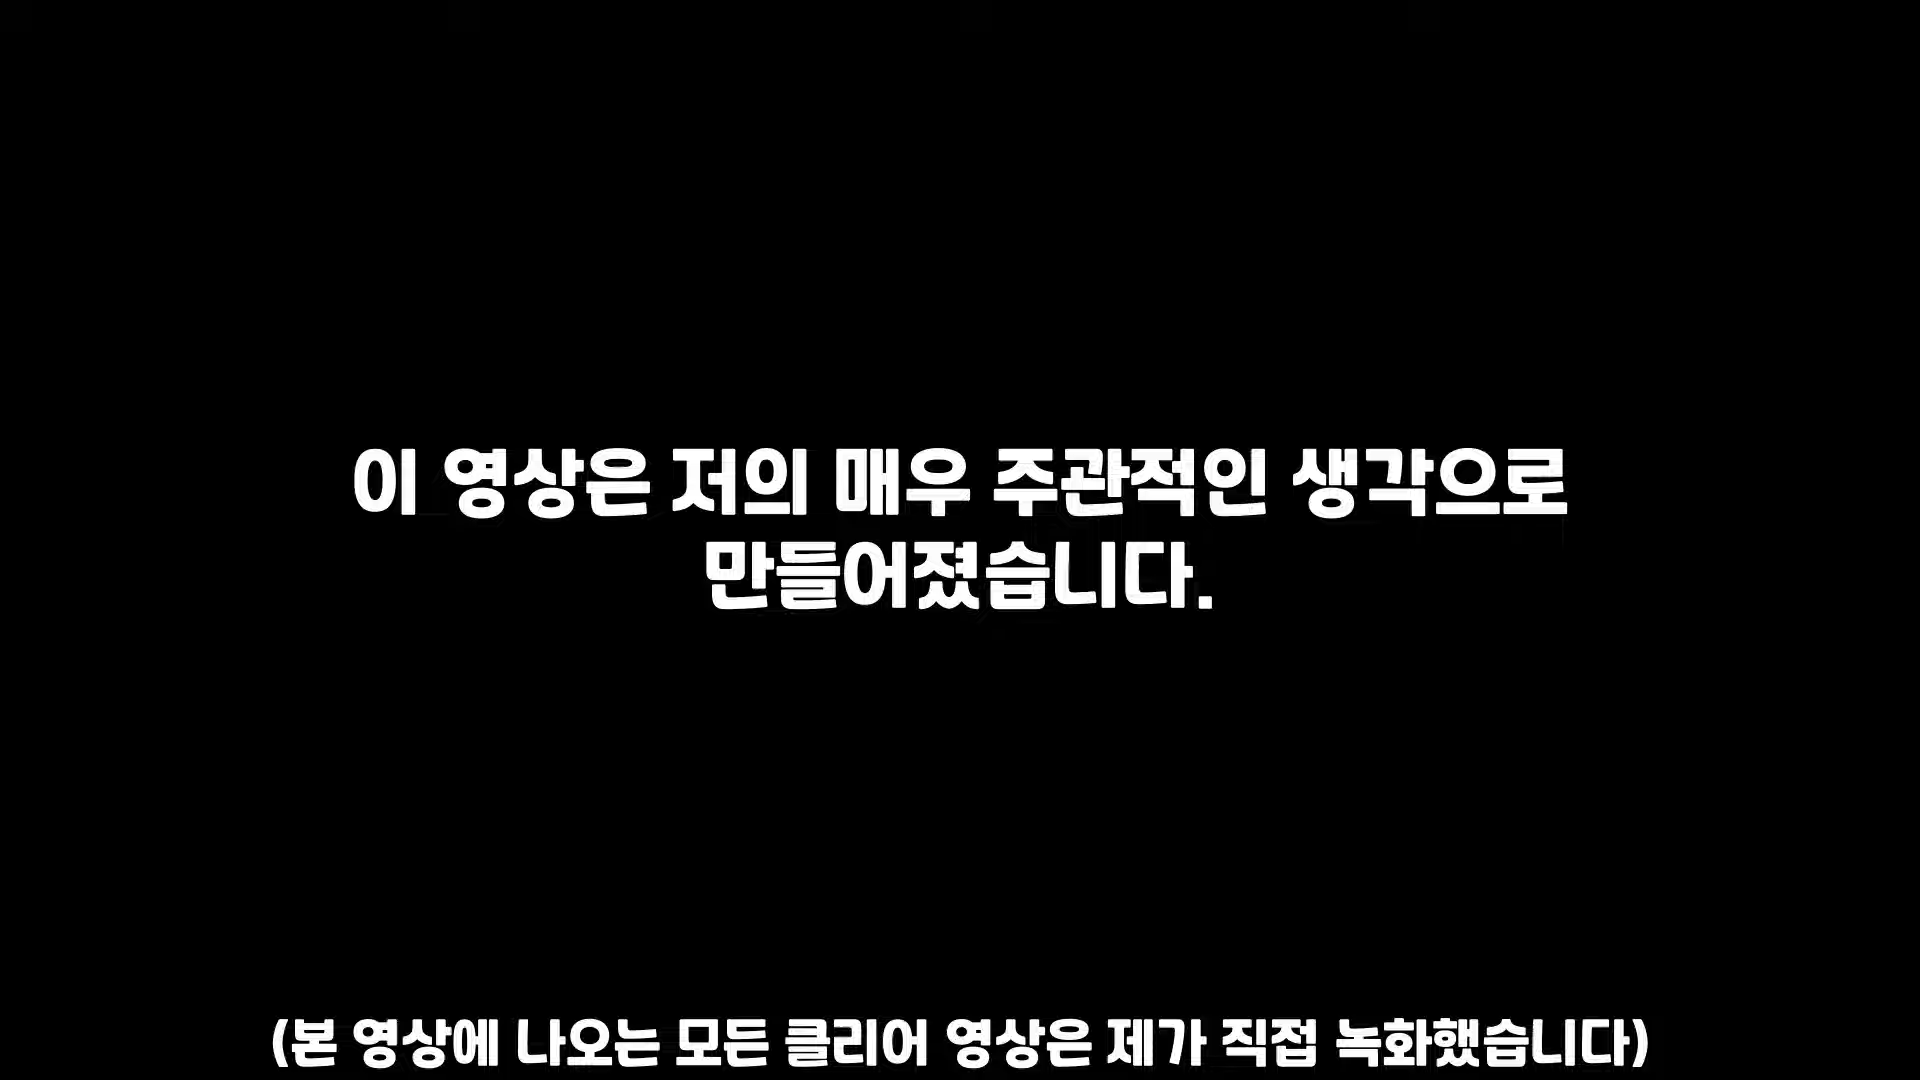 이 영상은 저의 매우 주관적인 생각으로
만들어졌습니다.
(본 영상에 나오는 모든 클리어 영상은 제가 직접 녹화했습니다)